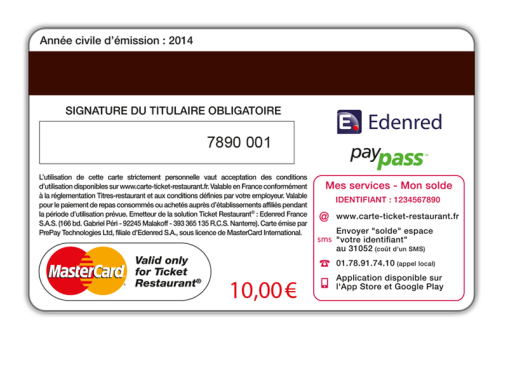 Année civile d'émission : 2014
SIGNATURE DU TITULAIRE OBLIGATOIRE
7890 001
E. Edenred
paypass
L'utilisation de cette carte strictement personnelle vaut acceptation des conditions
d'utilisation disponibles sur www.carte-ticket-restaurant.fr. Valable en France conformément
à la réglementation Titres-restaurant et aux conditions définies par votre employeur. Valable
pour le paiement de repas consommés ou achetés auprès d'établissements affiliés pendant
la période d'utilisation prévue. Emetteur de la solution Ticket Restaurant® : Edenred France
S.A.S. (166 bd. Gabriel Péri - 92245 Malakoff - 393 365 135 R.C.S. Nanterre). Carte émise par
PrePay Technologies Ltd, filiale d'Edenred S.A., sous licence de MasterCard International.
MasterCard
Valid only
for Ticket
Restaurant®
10,00 €
Mes services - Mon solde
IDENTIFIANT : 1234567890
@ www.carte-ticket-restaurant.fr
sms Envoyer "solde" espace
"votre identifiant"
au 31052 (coût d'un SMS)
☎ 01.78.91.74.10 (appel local)
Application disponible sur
l'App Store et Google Play